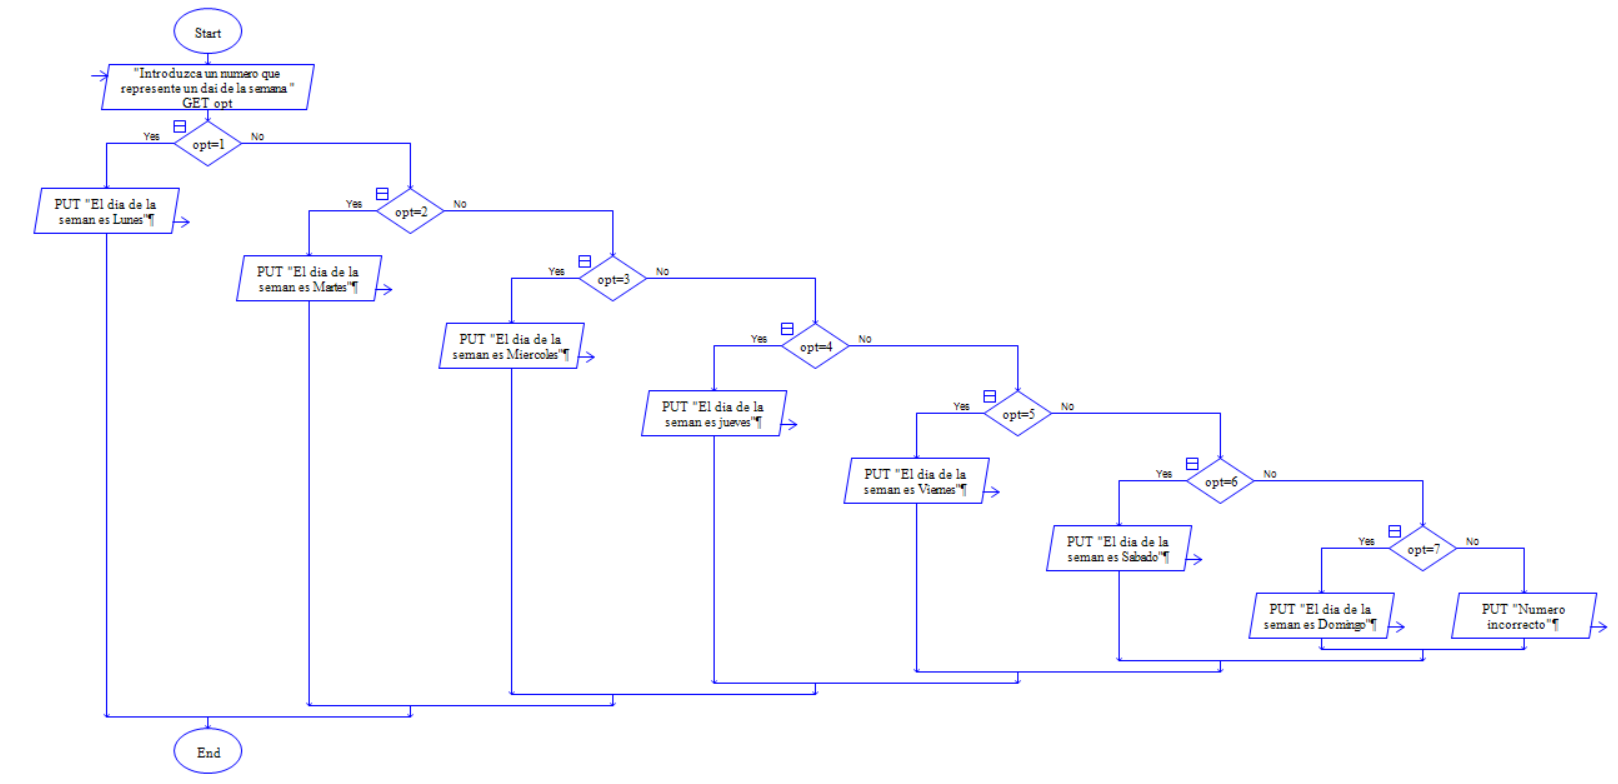 Start
"Introduzca un numero que
represente un dai de la semana"
GET opt
Yes
No
opt=1
PUT "El dia de la
seman es Lunes"¶
Yes
No
opt=2
PUT "El dia de la
seman es Martes"¶
Yes
No
opt=3
PUT "El dia de la
seman es Miercoles"¶
Yes
No
opt=4
PUT "El dia de la
seman es jueves"¶
Yes
No
opt=5
PUT "El dia de la
seman es Viernes"¶
Yes
No
opt=6
PUT "El dia de la
seman es Sabado"¶
Yes
No
opt=7
PUT "El dia de la
seman es Domingo"¶
PUT "Numero
incorrecto"¶
End